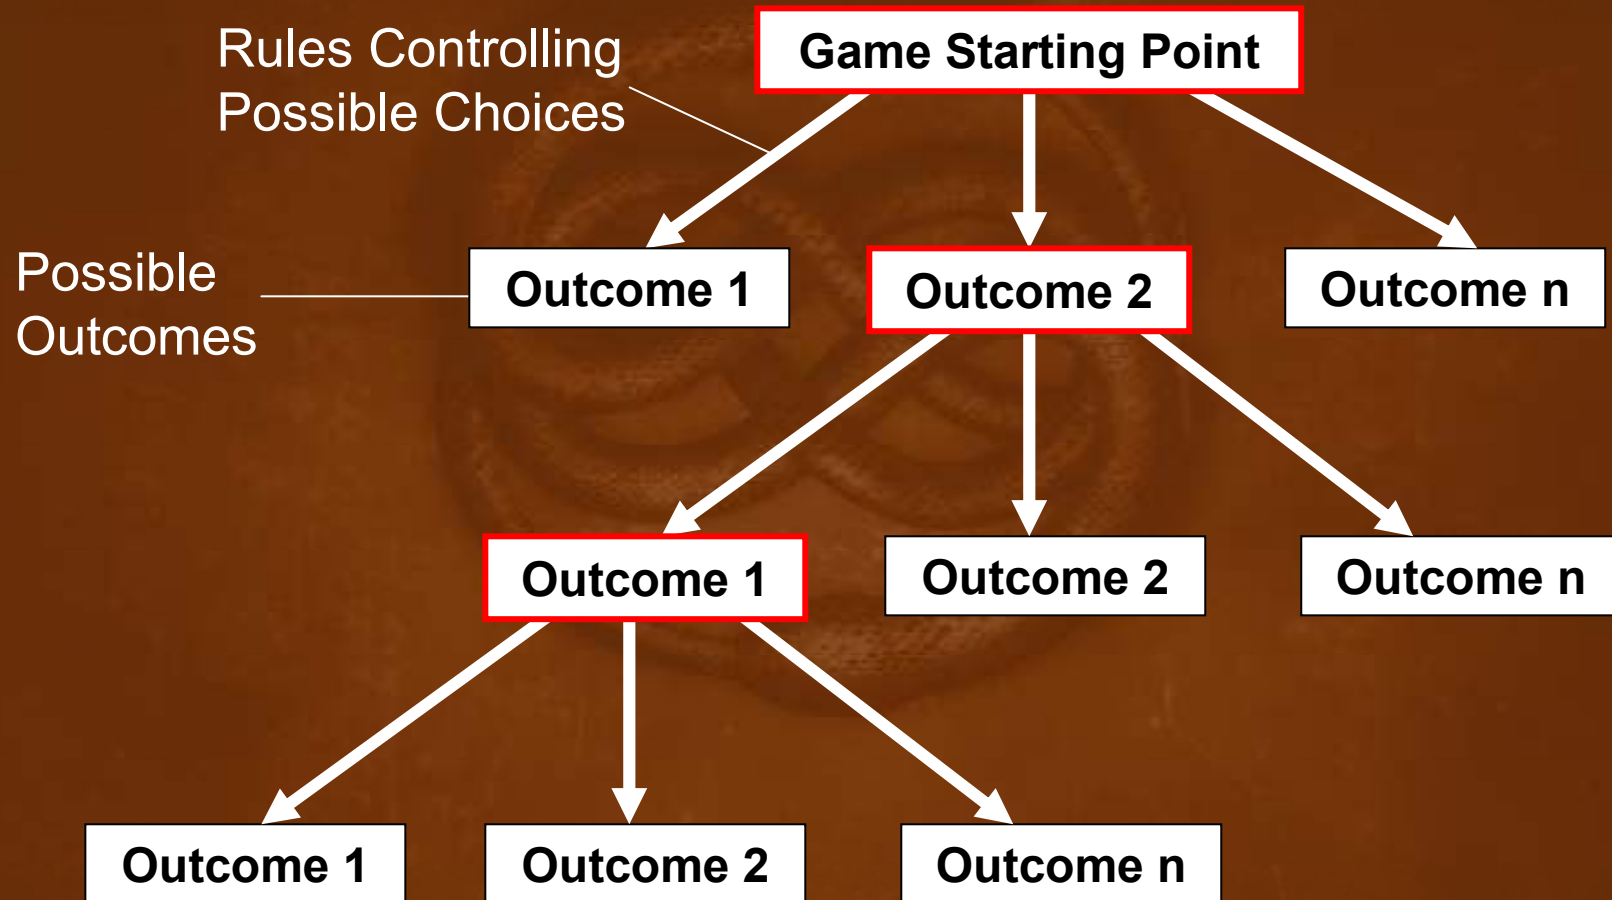 Rules Controlling
Possible Choices
Game Starting Point
Possible
Outcomes
Outcome 1
Outcome 2
Outcome n
Outcome 1
Outcome 2
Outcome n
Outcome 1
Outcome 2
Outcome n